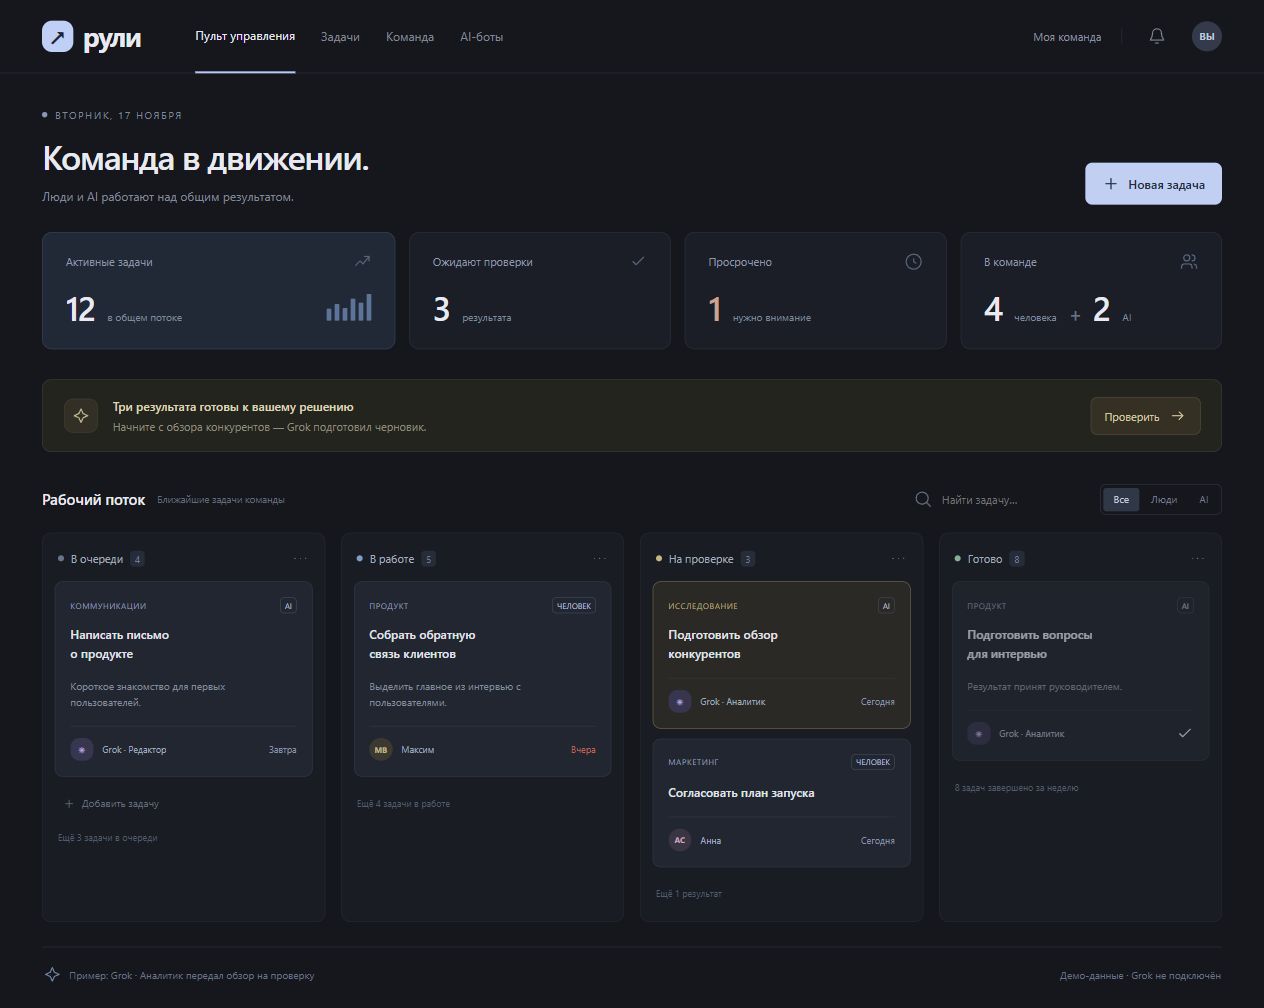 рули
Пульт управления
Задачи
Команда
AI-боты
Моя команда
ВЫ
ВТОРНИК, 17 НОЯБРЯ
Команда в движении.
Люди и AI работают над общим результатом.
+ Новая задача
Активные задачи
12 в общем потоке
Ожидают проверки
3 результата
Просрочено
1 нужно внимание
В команде
4 человека + 2 AI
Три результата готовы к вашему решению
Начните с обзора конкурентов — Grok подготовил черновик.
Проверить →
Рабочий поток
Ближайшие задачи команды
Найти задачу...
Все
Люди
AI
В очереди 4 ···
КОММУНИКАЦИИ
AI
Написать письмо
о продукте
Короткое знакомство для первых
пользователей.
Grok · Редактор
Завтра
+ Добавить задачу
Ещё 3 задачи в очереди
В работе 5 ···
ПРОДУКТ
ЧЕЛОВЕК
Собрать обратную
связь клиентов
Выделить главное из интервью с
пользователями.
МВ
Максим
Вчера
Ещё 4 задачи в работе
На проверке 3 ···
ИССЛЕДОВАНИЕ
AI
Подготовить обзор
конкурентов
Grok · Аналитик
Сегодня
МАРКЕТИНГ
ЧЕЛОВЕК
Согласовать план запуска
АС
Анна
Сегодня
Ещё 1 результат
Готово 8 ···
ПРОДУКТ
AI
Подготовить вопросы
для интервью
Результат принят руководителем.
Grok · Аналитик
8 задач завершено за неделю
Пример: Grok · Аналитик передал обзор на проверку
Демо-данные · Grok не подключён